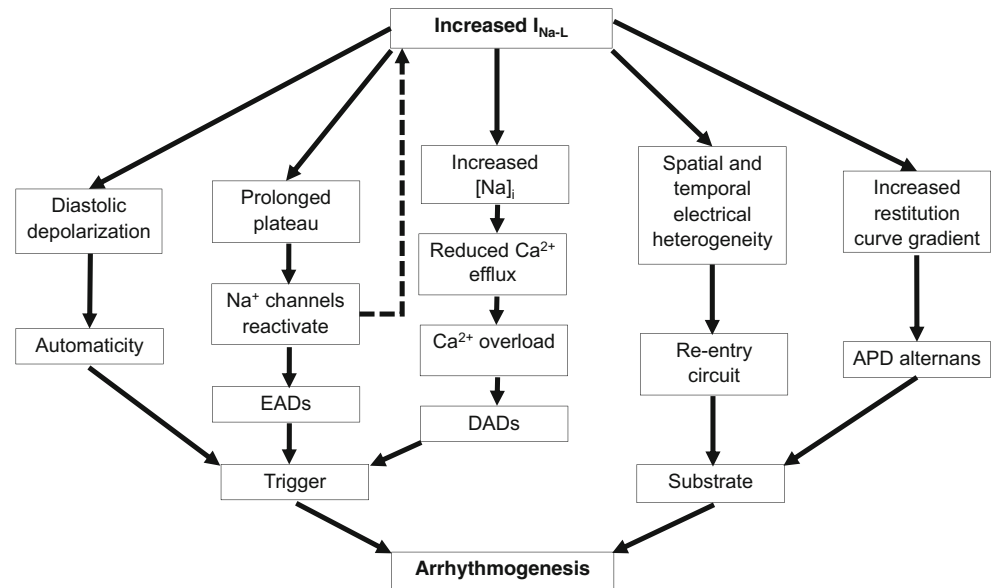 Increased I_Na-L
Diastolic
depolarization
Automaticity
Prolonged
plateau
Na⁺ channels
reactivate
EADs
Increased
[Na]ᵢ
Reduced Ca²⁺
efflux
Ca²⁺ overload
DADs
Spatial and
temporal
electrical
heterogeneity
Re-entry
circuit
Increased
restitution
curve gradient
APD alternans
Trigger
Substrate
Arrhythmogenesis